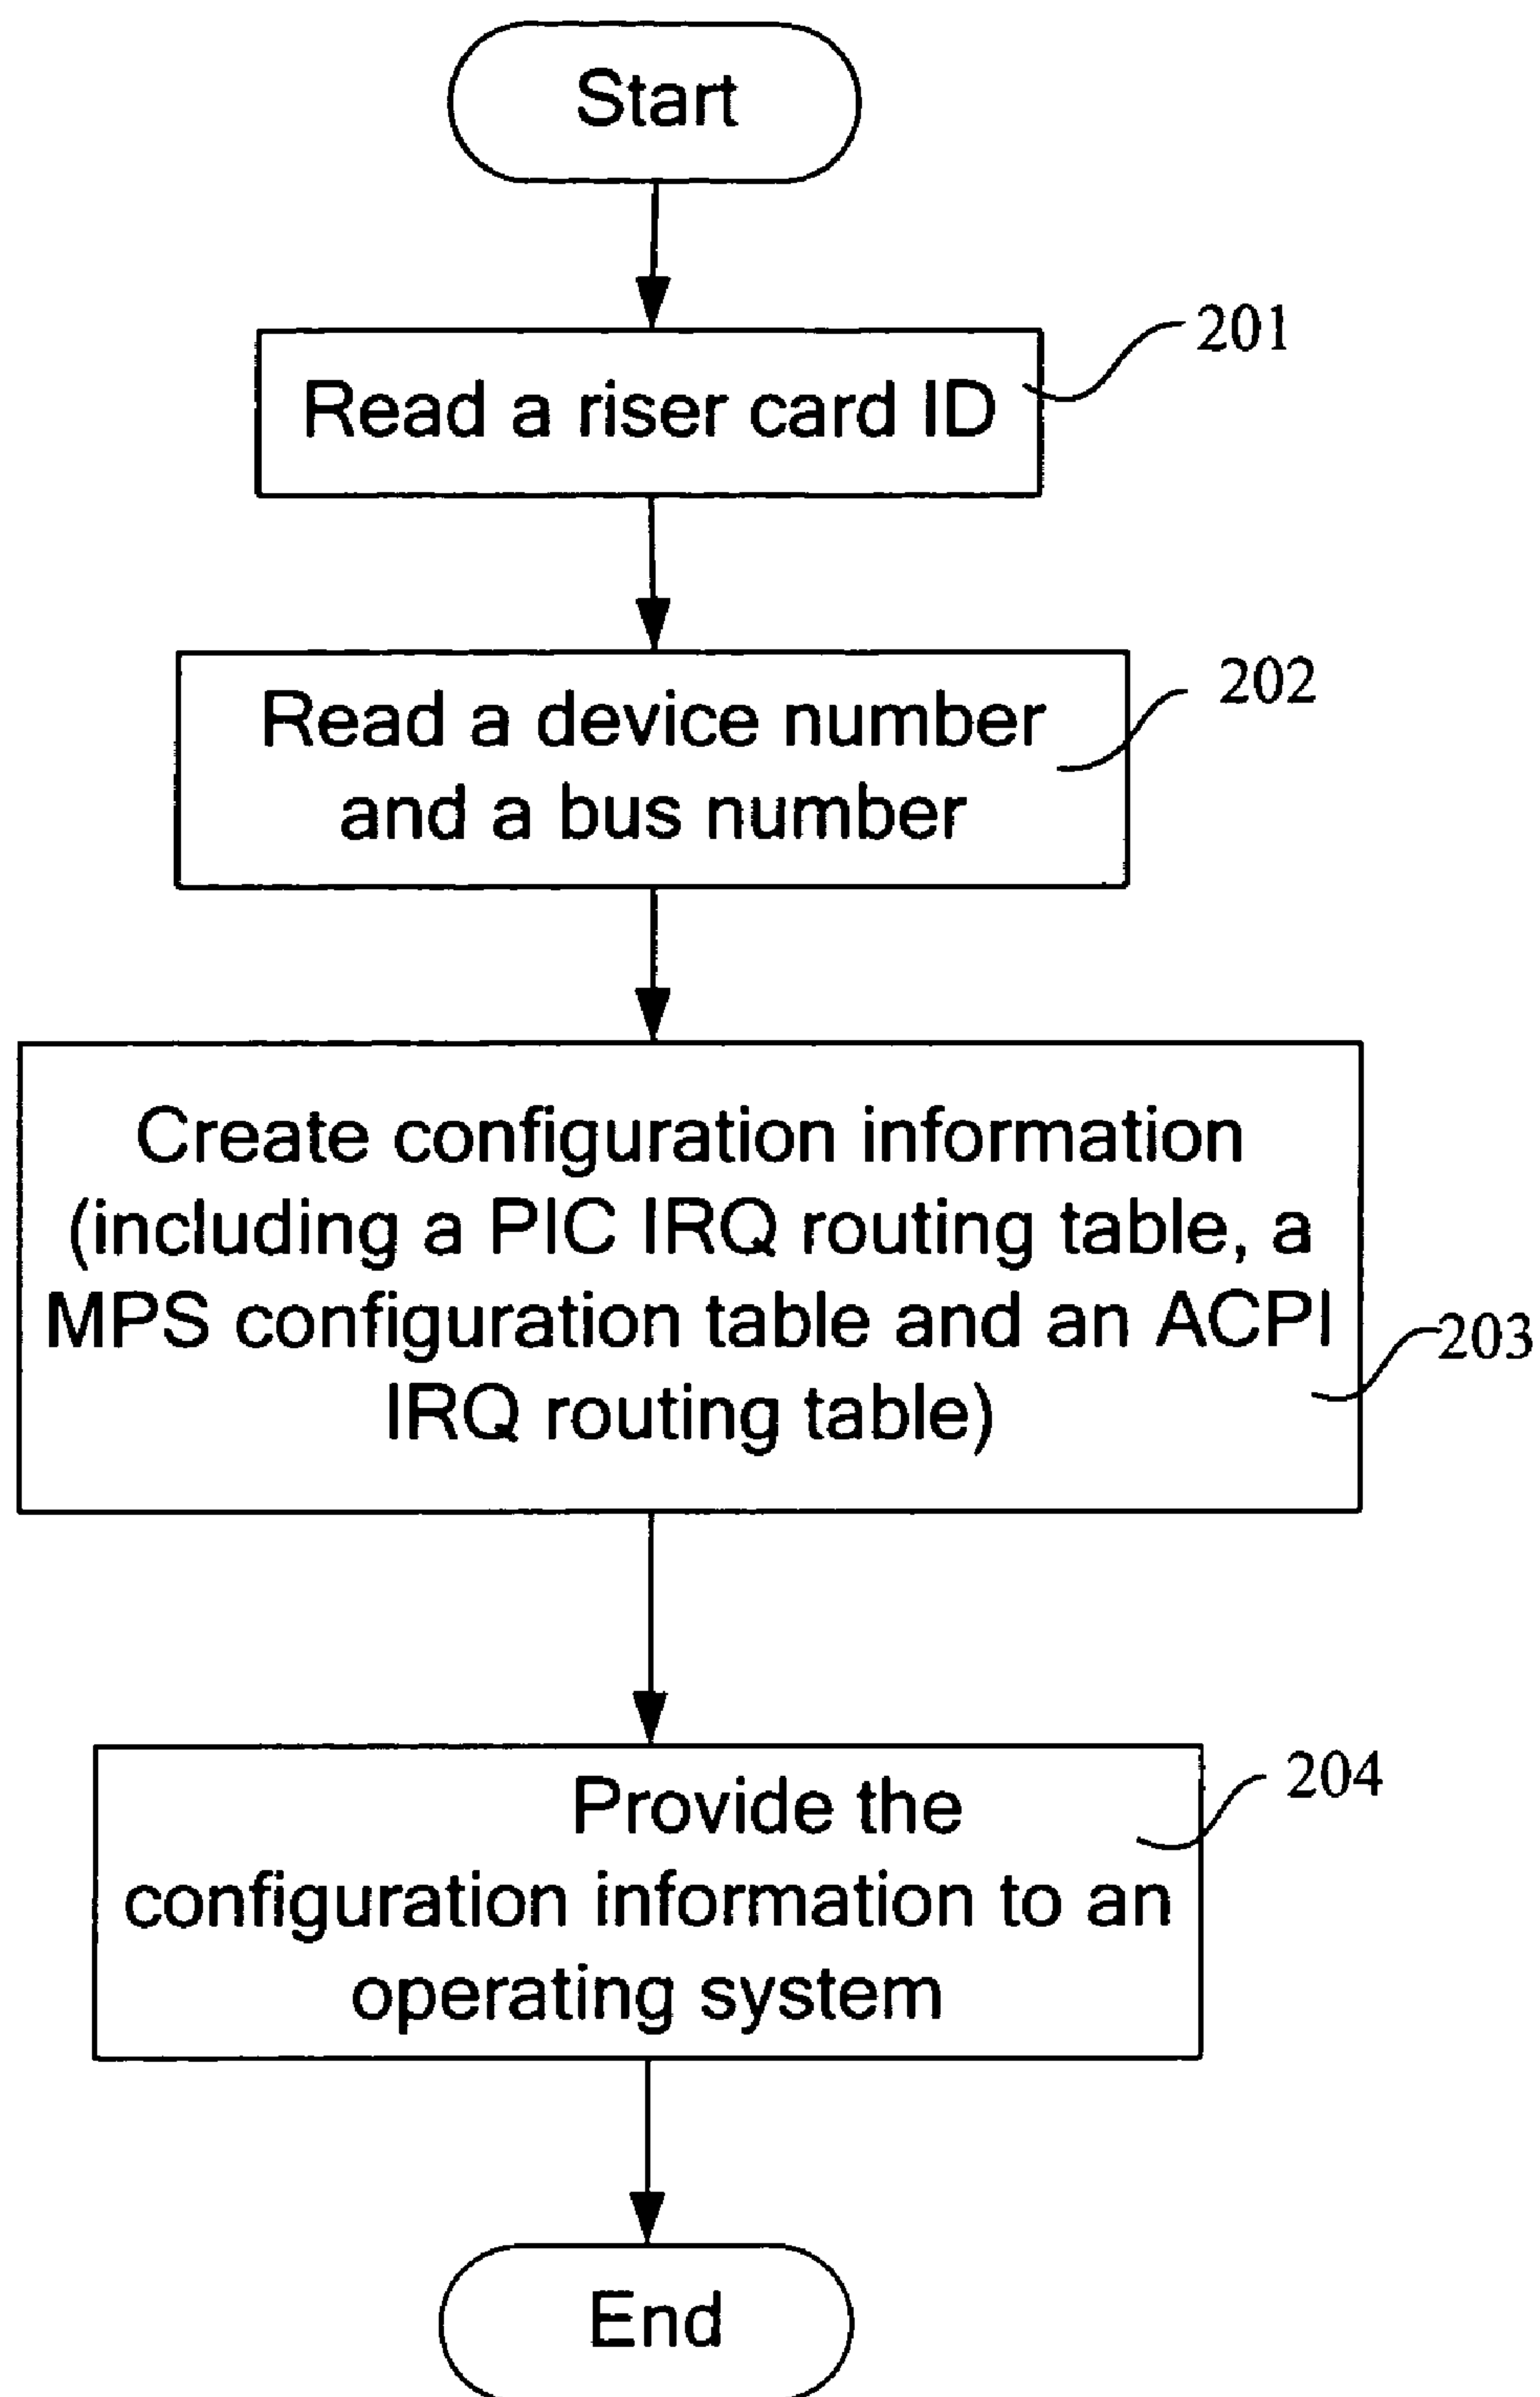 Start
201
Read a riser card ID
202
Read a device number
and a bus number
Create configuration information
(including a PIC IRQ routing table, a
MPS configuration table and an ACPI
IRQ routing table)
203
Provide the
configuration information to an
operating system
204
End